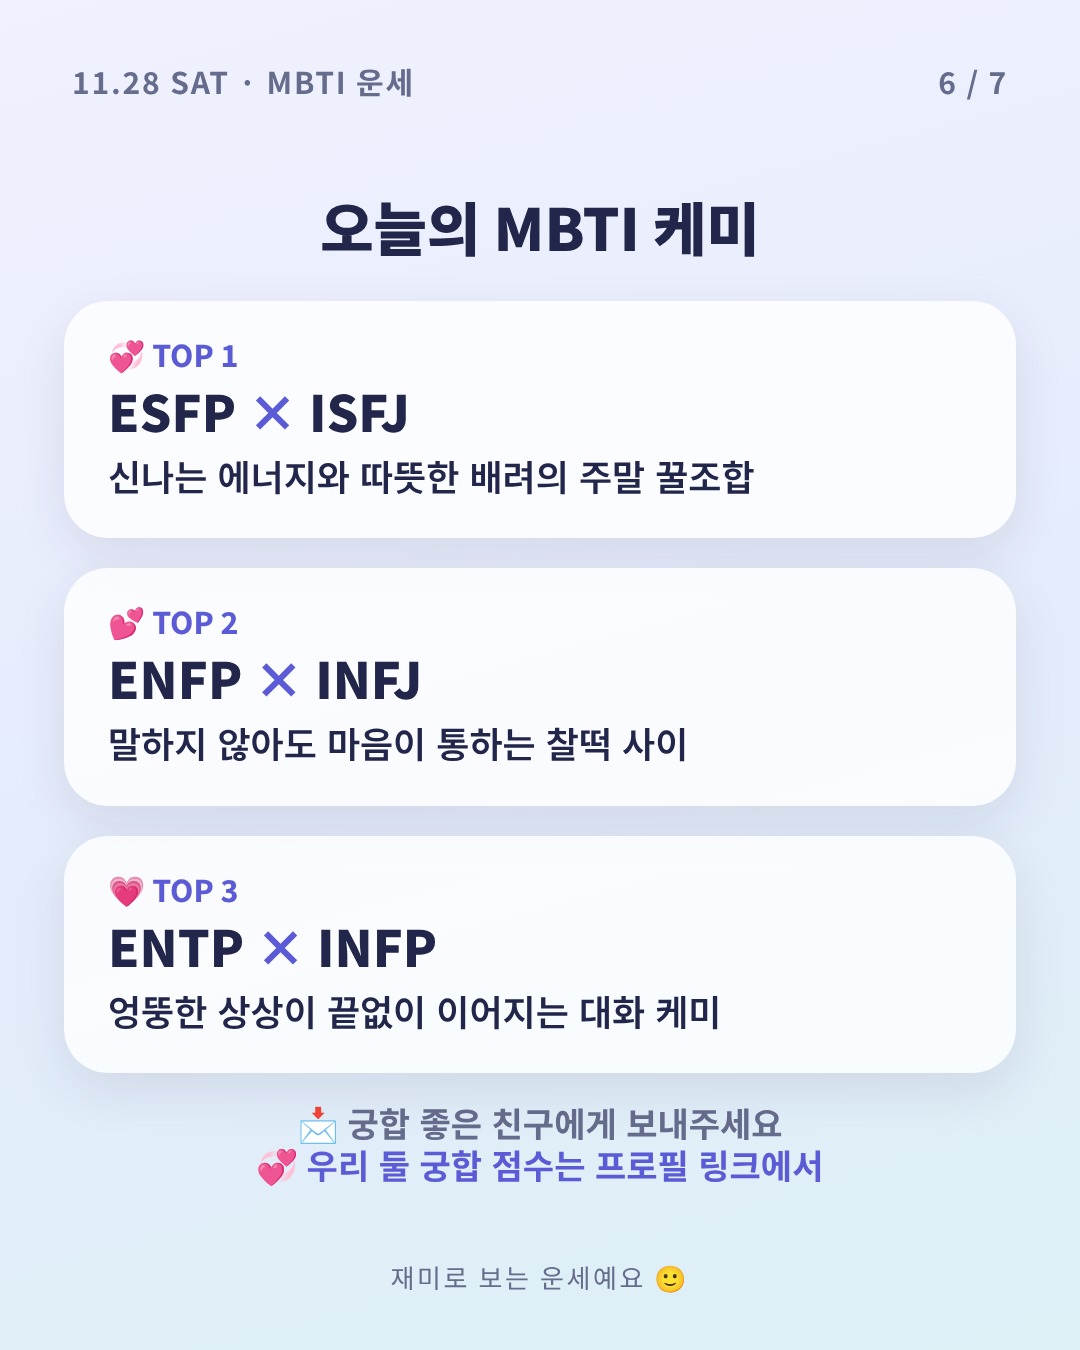 11.28 SAT · MBTI 운세
6 / 7
오늘의 MBTI 케미
💞 TOP 1
ESFP × ISFJ
신나는 에너지와 따뜻한 배려의 주말 꿀조합
💕 TOP 2
ENFP × INFJ
말하지 않아도 마음이 통하는 찰떡 사이
💗 TOP 3
ENTP × INFP
엉뚱한 상상이 끝없이 이어지는 대화 케미
📩 궁합 좋은 친구에게 보내주세요
💞 우리 둘 궁합 점수는 프로필 링크에서
재미로 보는 운세예요 🙂